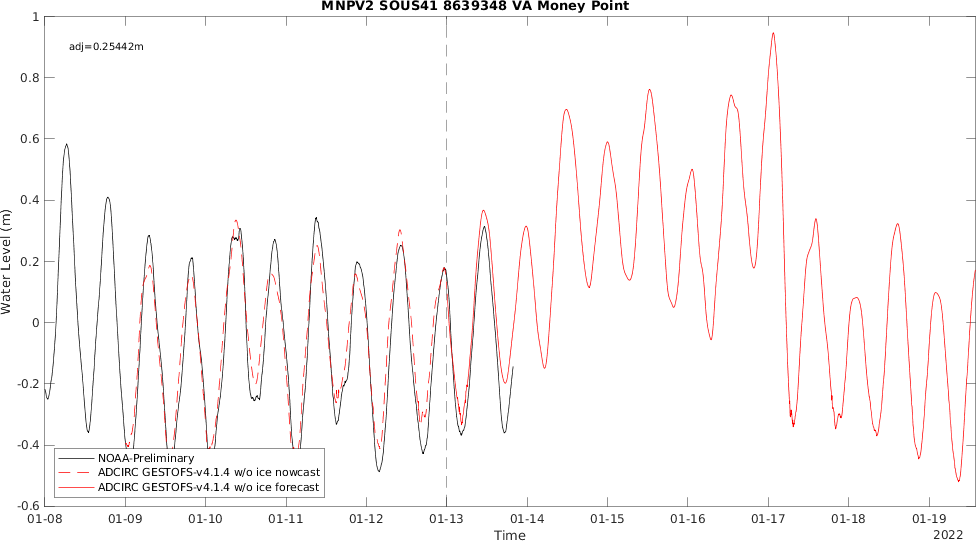 MNPV2 SOUS41 8639348 VA Money Point
1
adj=0.25442m
0.8
0.6
0.4
0.2
0
-0.2
-0.4
-0.6
Water Level (m)
NOAA-Preliminary
ADCIRC GESTOFS-v4.1.4 w/o ice nowcast
ADCIRC GESTOFS-v4.1.4 w/o ice forecast
01-08 01-09 01-10 01-11 01-12 01-13 01-14 01-15 01-16 01-17 01-18 01-19
Time
2022